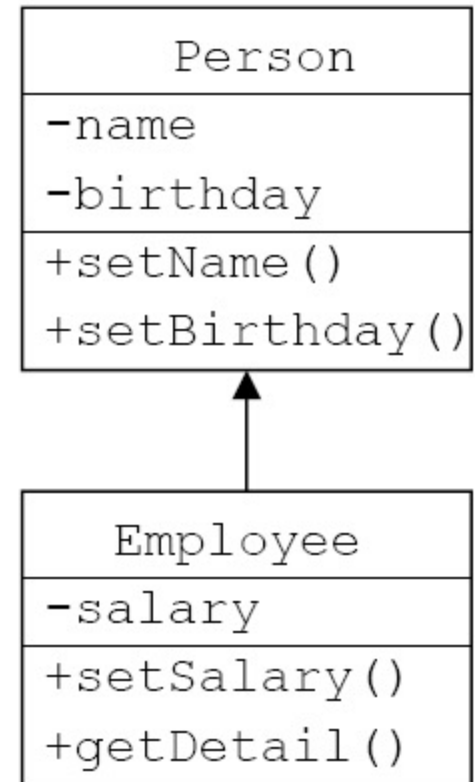 Person
-name
-birthday
+setName()
+setBirthday()
Employee
-salary
+setSalary()
+getDetail()